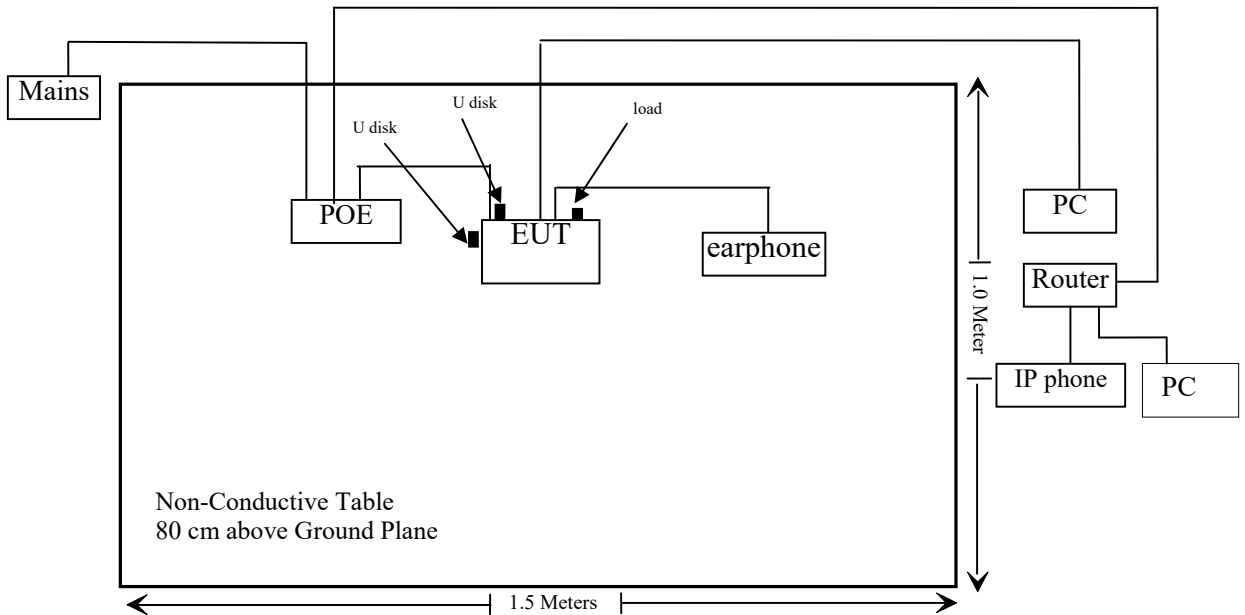 Mains
U disk
U disk
load
POE
EUT
earphone
PC
Router
1.0 Meter
IP phone
PC
Non-Conductive Table
80 cm above Ground Plane
1.5 Meters